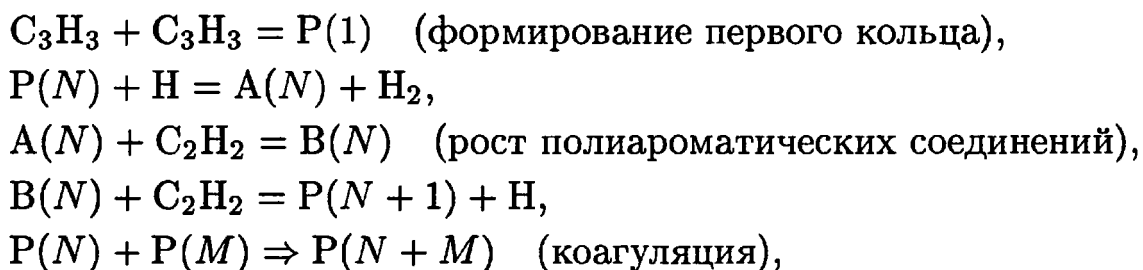 C₃H₃ + C₃H₃ = P(1) (формирование первого кольца),
P(N) + H = A(N) + H₂,
A(N) + C₂H₂ = B(N) (рост полиароматических соединений),
B(N) + C₂H₂ = P(N + 1) + H,
P(N) + P(M) ⇒ P(N + M) (коагуляция),